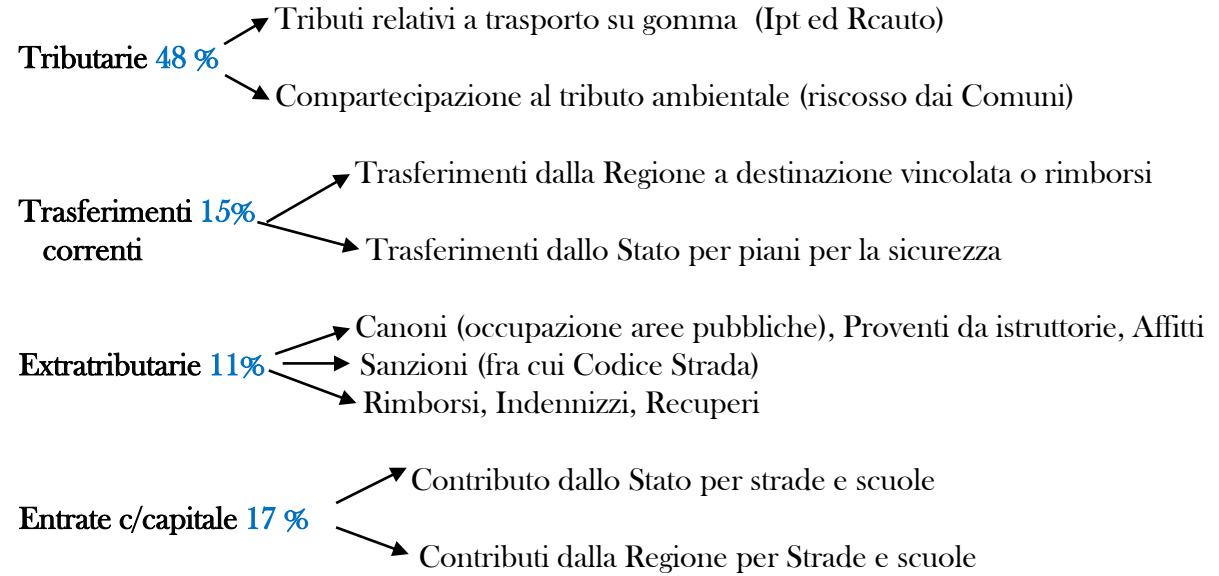 Tributi relativi a trasporto su gomma (Ipt ed Rcauto)
Tributarie 48 %
Compartecipazione al tributo ambientale (riscosso dai Comuni)
Trasferimenti dalla Regione a destinazione vincolata o rimborsi
Trasferimenti 15%
correnti
Trasferimenti dallo Stato per piani per la sicurezza
Canoni (occupazione aree pubbliche), Proventi da istruttorie, Affitti
Extratributarie 11%
Sanzioni (fra cui Codice Strada)
Rimborsi, Indennizzi, Recuperi
Contributo dallo Stato per strade e scuole
Entrate c/capitale 17 %
Contributi dalla Regione per Strade e scuole